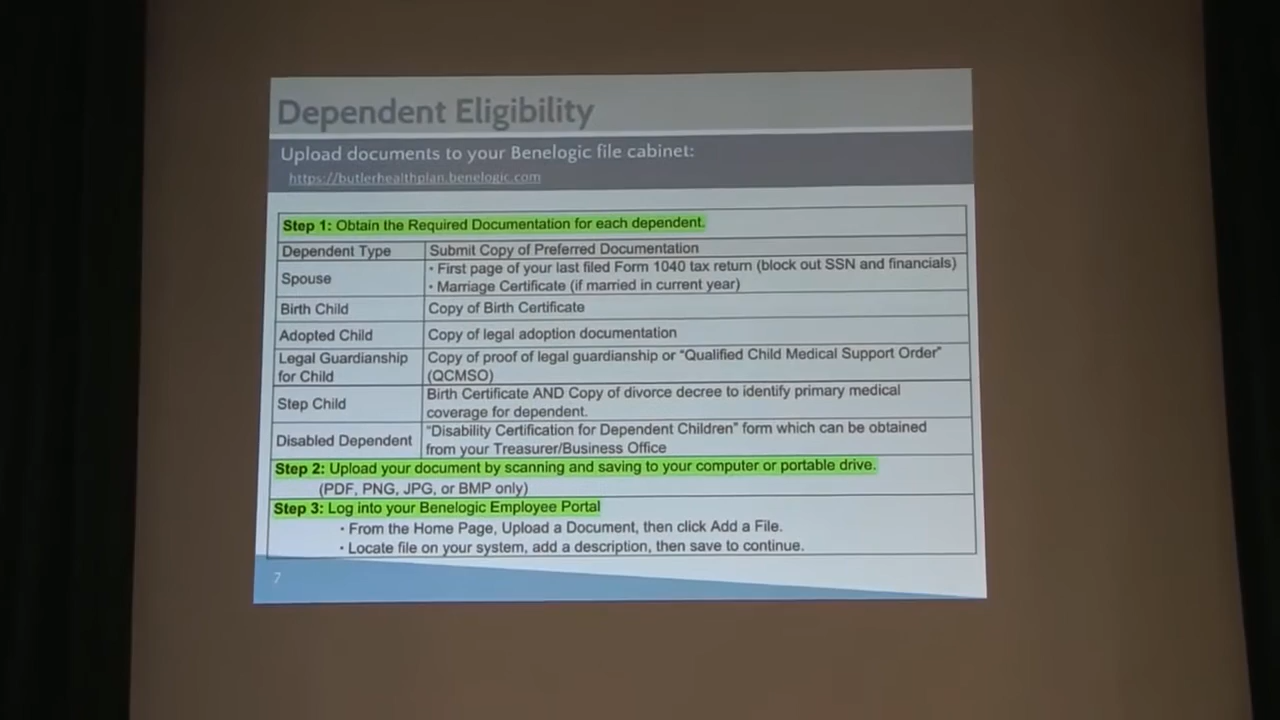 Dependent Eligibility
Upload documents to your Benelogic file cabinet:
https://butlerhealthplan.benelogic.com
Step 1: Obtain the Required Documentation for each dependent.
Dependent Type
Submit Copy of Preferred Documentation
Spouse
• First page of your last filed Form 1040 tax return (block out SSN and financials)
• Marriage Certificate (if married in current year)
Birth Child
Copy of Birth Certificate
Adopted Child
Copy of legal adoption documentation
Legal Guardianship
for Child
Copy of proof of legal guardianship or "Qualified Child Medical Support Order"
(QCMSO)
Step Child
Birth Certificate AND Copy of divorce decree to identify primary medical
coverage for dependent.
Disabled Dependent
"Disability Certification for Dependent Children" form which can be obtained
from your Treasurer/Business Office
Step 2: Upload your document by scanning and saving to your computer or portable drive.
(PDF, PNG, JPG, or BMP only)
Step 3: Log into your Benelogic Employee Portal
• From the Home Page, Upload a Document, then click Add a File.
• Locate file on your system, add a description, then save to continue.
7